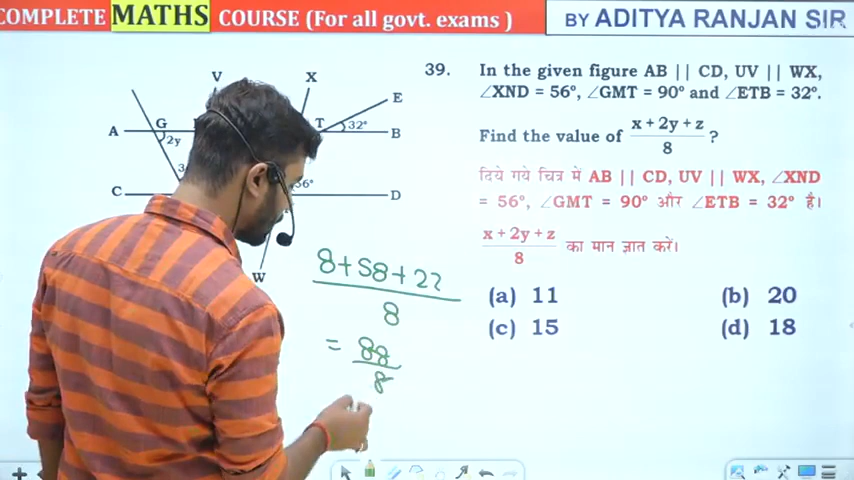 COMPLETE MATHS COURSE (For all govt. exams )
BY ADITYA RANJAN SIR
V
X
E
A
G
T
32°
B
2y
3
56°
C
D
W
8+58+22
8
= 88
8
39. In the given figure AB || CD, UV || WX,
∠XND = 56°, ∠GMT = 90° and ∠ETB = 32°.
Find the value of x + 2y + z / 8 ?
दिये गये चित्र में AB || CD, UV || WX, ∠XND
= 56°, ∠GMT = 90° और ∠ETB = 32° है।
x + 2y + z / 8 का मान ज्ञात करें।
(a) 11
(b) 20
(c) 15
(d) 18